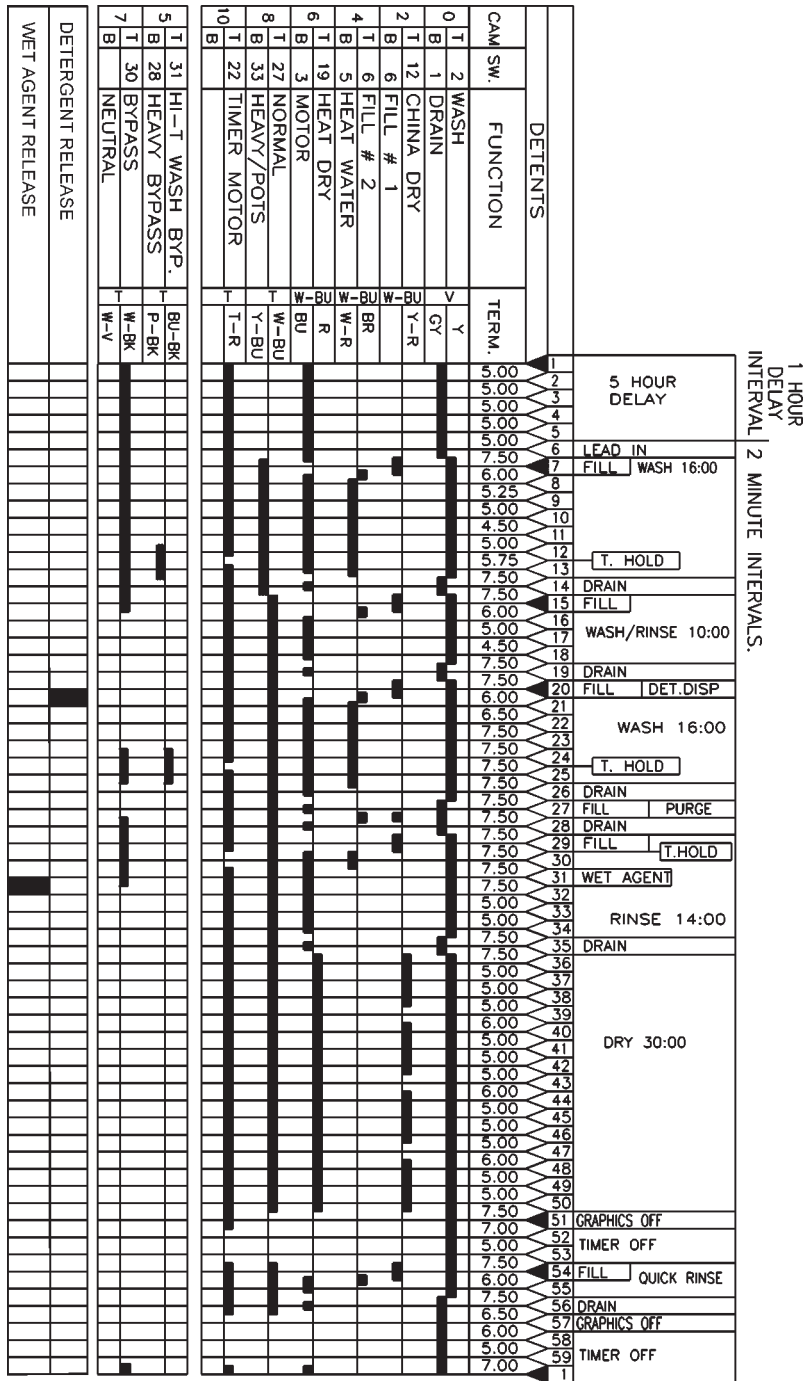 1 HOUR
DELAY
INTERVAL
2 MINUTE INTERVALS.
DETENTS
CAM SW. FUNCTION TERM.
0 T 2 WASH V Y
B 1 DRAIN GY
2 T 12 CHINA DRY W-BU Y-R
B 6 FILL # 1
4 T 6 FILL # 2 W-BU BR
B 5 HEAT WATER W-R
6 T 19 HEAT DRY W-BU R
B 3 MOTOR BU
8 T 27 NORMAL T W-BU
B 33 HEAVY/POTS Y-BU
10 T 22 TIMER MOTOR T T-R
B
5 T 31 HI-T WASH BYP. T BU-BK
B 28 HEAVY BYPASS P-BK
7 T 30 BYPASS T W-BK
B NEUTRAL W-V
DETERGENT RELEASE
WET AGENT RELEASE
5.00 1
5.00 2 5 HOUR
5.00 3 DELAY
5.00 4
5.00 5
7.50 6 LEAD IN
6.00 7 FILL WASH 16:00
5.25 8
5.00 9
4.50 10
5.00 11
5.75 12 T. HOLD
7.50 13
7.50 14 DRAIN
6.00 15 FILL
5.00 16
4.50 17 WASH/RINSE 10:00
7.50 18
7.50 19 DRAIN
6.00 20 FILL DET.DISP
6.50 21
7.50 22 WASH 16:00
7.50 23
7.50 24 T. HOLD
7.50 25
7.50 26 DRAIN
7.50 27 FILL PURGE
7.50 28 DRAIN
7.50 29 FILL T.HOLD
7.50 30
7.50 31 WET AGENT
5.00 32
5.00 33 RINSE 14:00
7.50 34
7.50 35 DRAIN
5.00 36
5.00 37
5.00 38
6.00 39
5.00 40 DRY 30:00
5.00 41
5.00 42
6.00 43
5.00 44
5.00 45
5.00 46
6.00 47
5.00 48
5.00 49
7.50 50
7.00 51 GRAPHICS OFF
5.00 52 TIMER OFF
7.50 53
6.00 54 FILL QUICK RINSE
7.50 55
6.50 56 DRAIN
6.00 57 GRAPHICS OFF
5.00 58 TIMER OFF
7.00 59
1